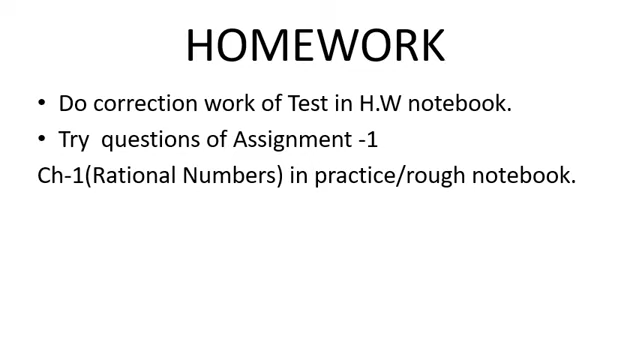 HOMEWORK
• Do correction work of Test in H.W notebook.
• Try  questions of Assignment -1
Ch-1(Rational Numbers) in practice/rough notebook.